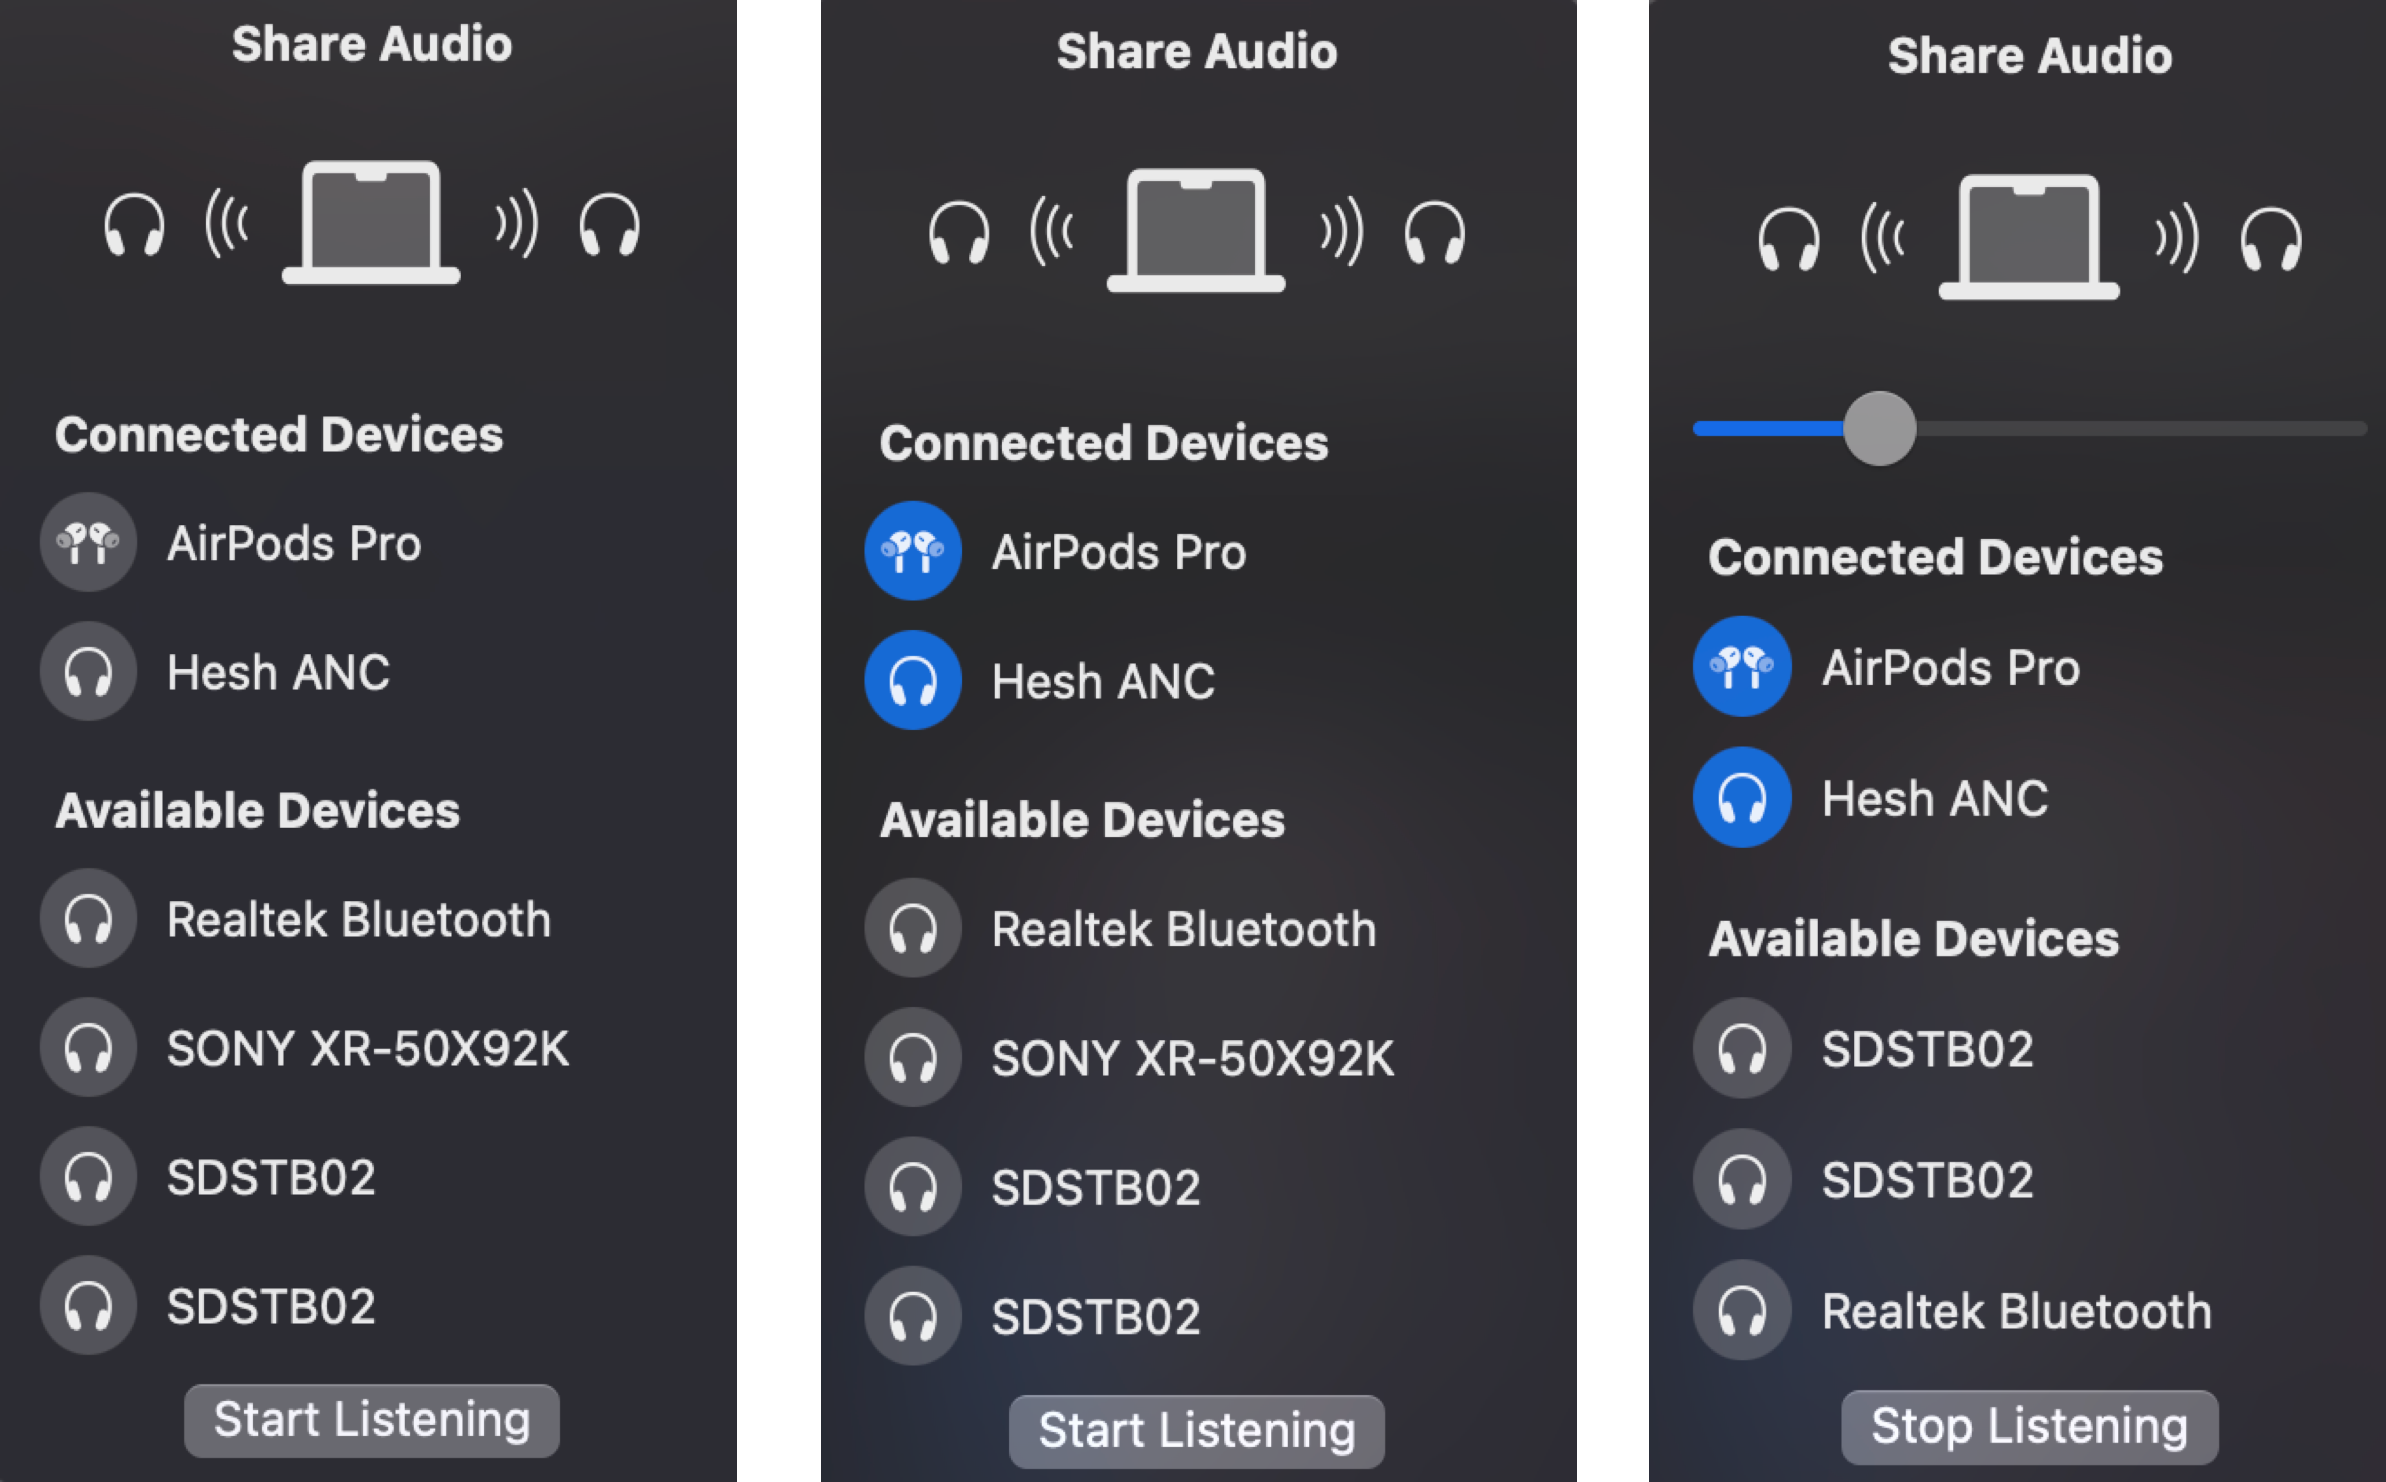 Share Audio
Connected Devices
AirPods Pro
Hesh ANC
Available Devices
Realtek Bluetooth
SONY XR-50X92K
SDSTB02
SDSTB02
Start Listening
Share Audio
Connected Devices
AirPods Pro
Hesh ANC
Available Devices
Realtek Bluetooth
SONY XR-50X92K
SDSTB02
SDSTB02
Start Listening
Share Audio
Connected Devices
AirPods Pro
Hesh ANC
Available Devices
SDSTB02
SDSTB02
Realtek Bluetooth
Stop Listening